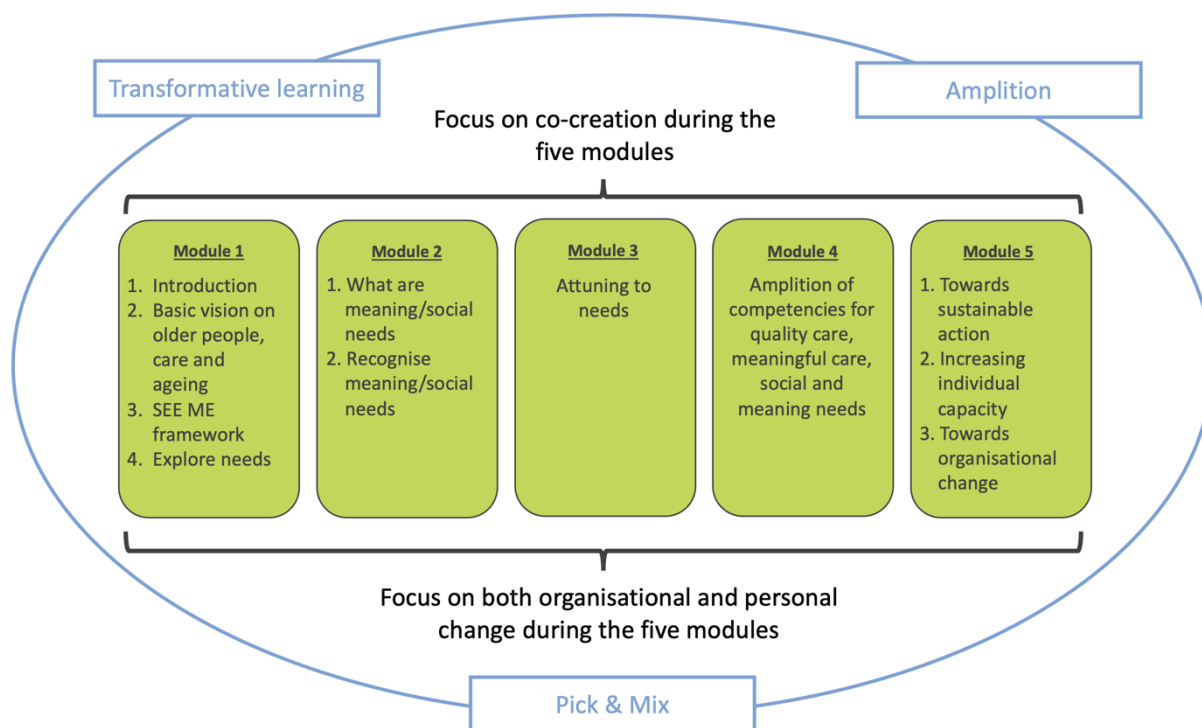 Transformative learning
Amplition
Focus on co-creation during the
five modules
Module 1
1. Introduction
2. Basic vision on
older people,
care and
ageing
3. SEE ME
framework
4. Explore needs
Module 2
1. What are
meaning/social
needs
2. Recognise
meaning/social
needs
Module 3
Attuning to
needs
Module 4
Amplition of
competencies for
quality care,
meaningful care,
social and
meaning needs
Module 5
1. Towards
sustainable
action
2. Increasing
individual
capacity
3. Towards
organisational
change
Focus on both organisational and personal
change during the five modules
Pick & Mix